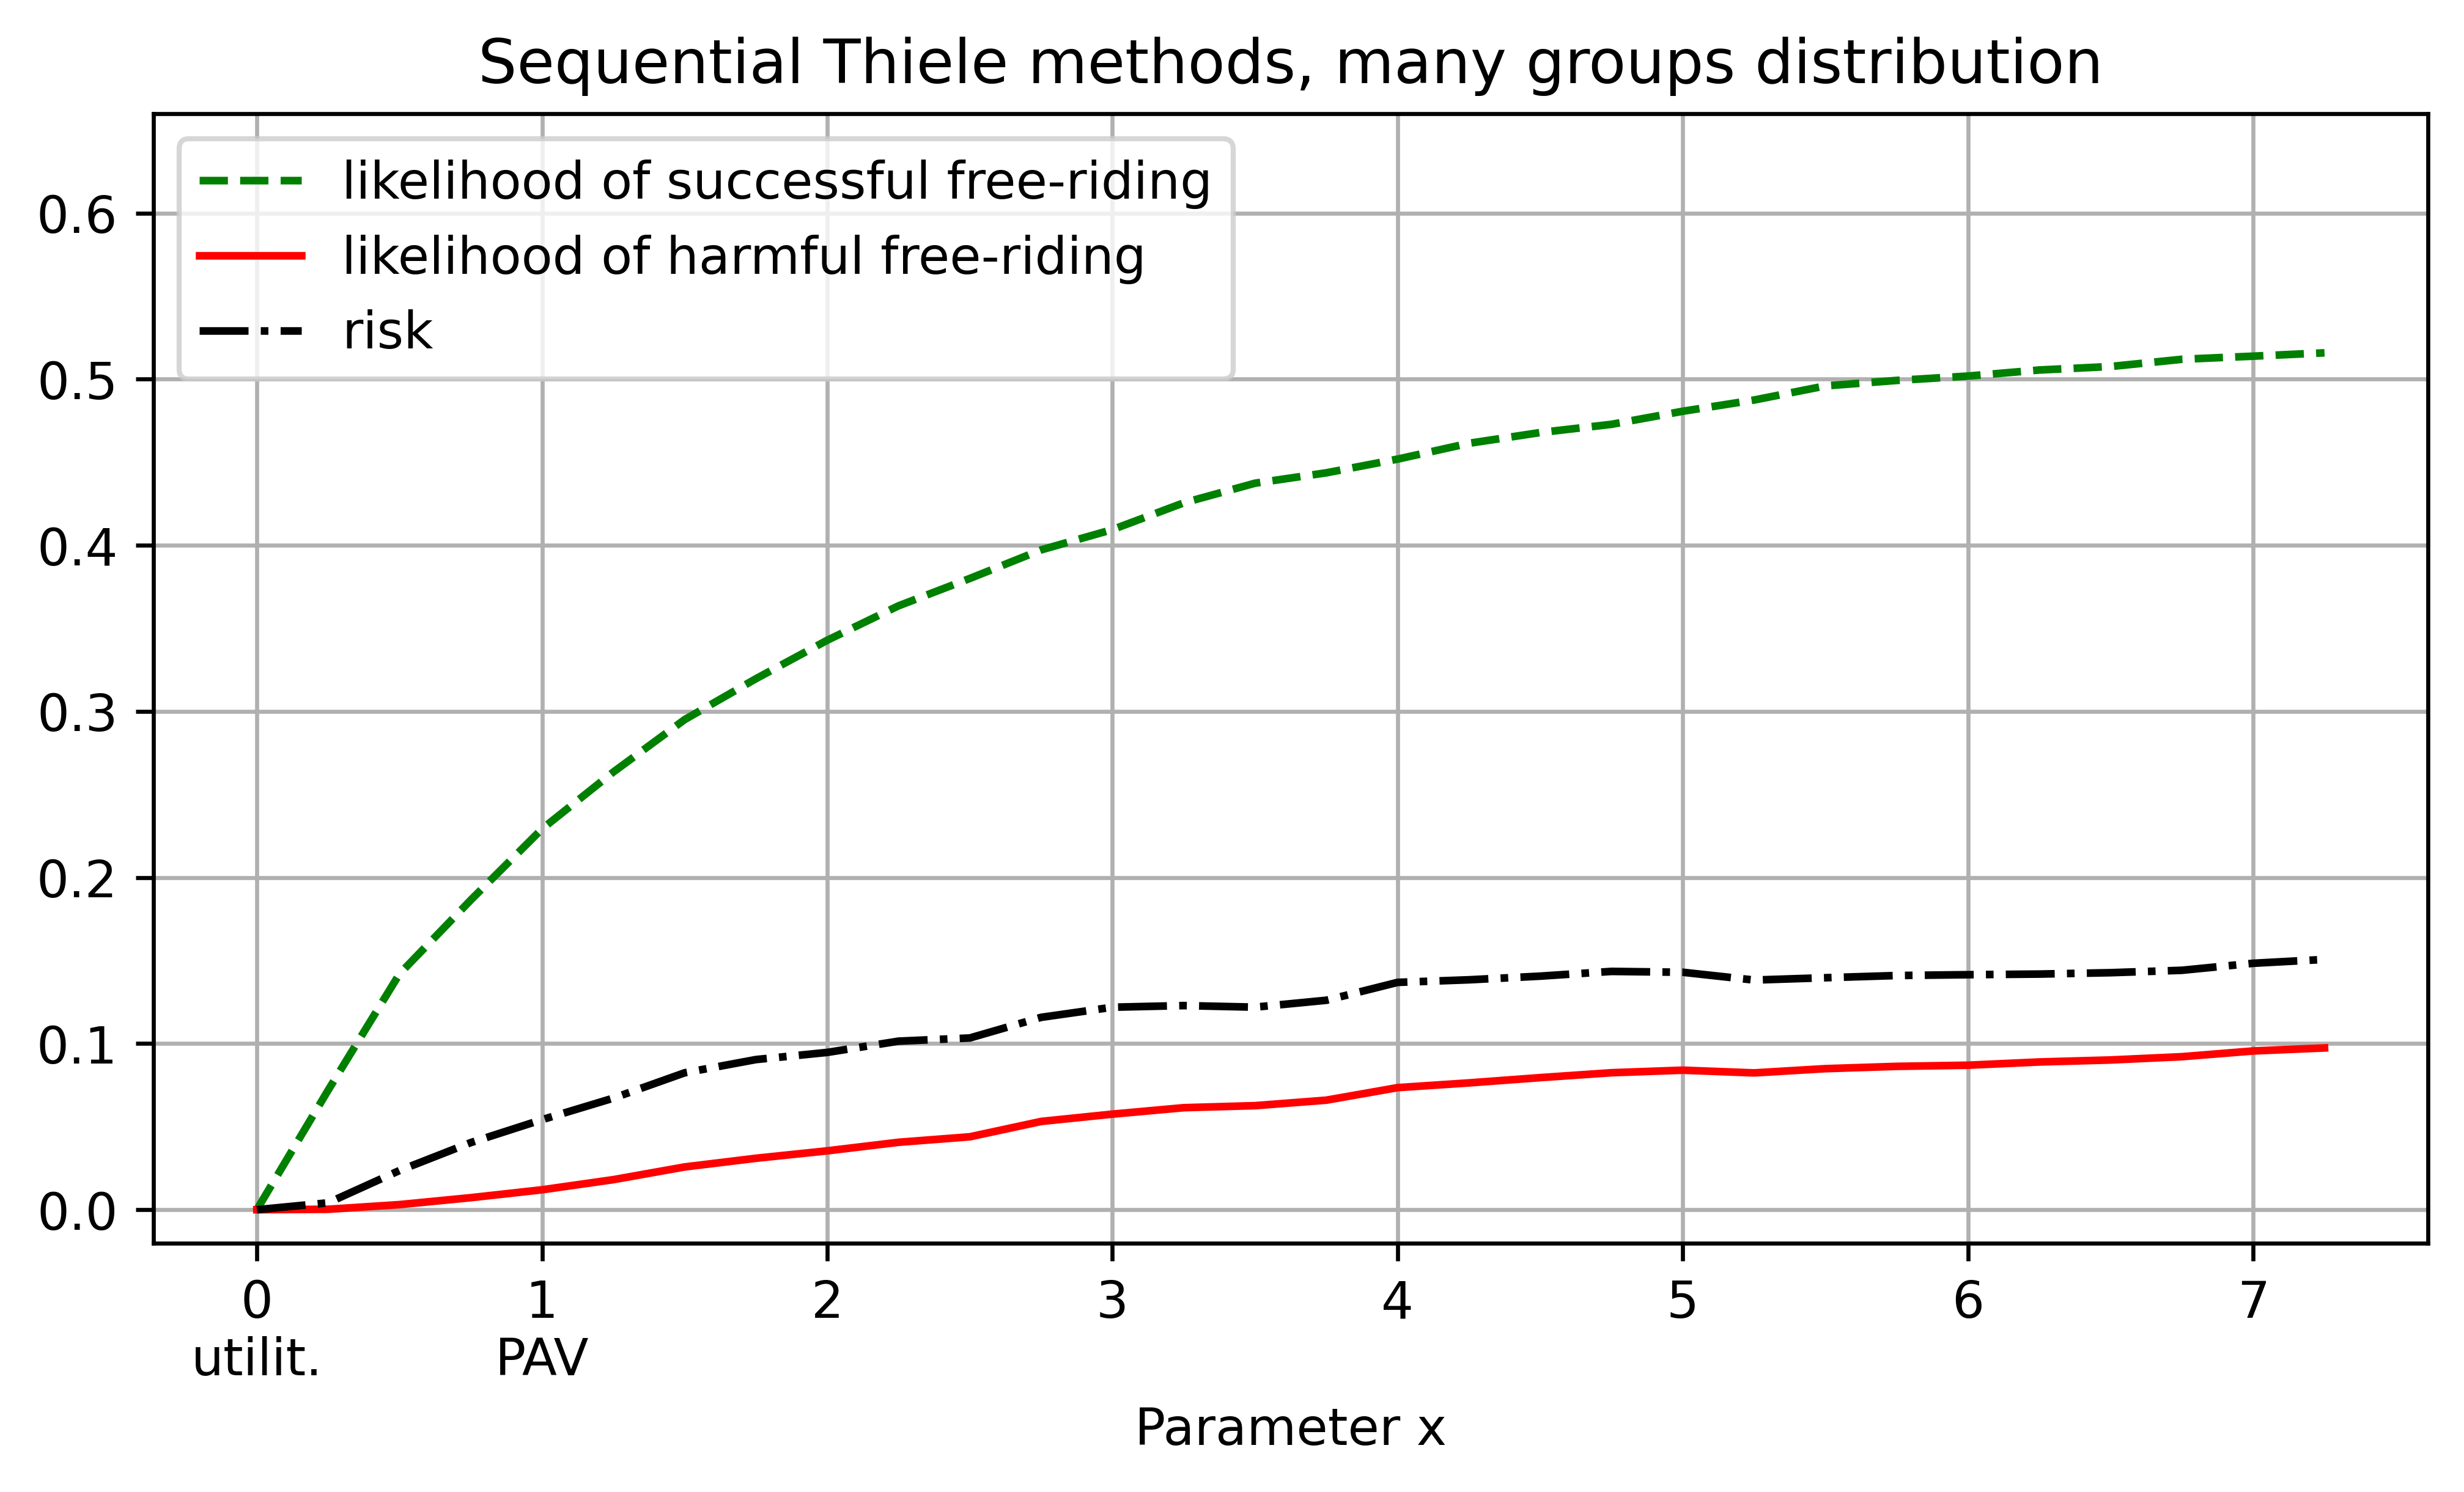 Sequential Thiele methods, many groups distribution
likelihood of successful free-riding
likelihood of harmful free-riding
risk
0.6
0.5
0.4
0.3
0.2
0.1
0.0
0 1 2 3 4 5 6 7
utilit. PAV
Parameter x